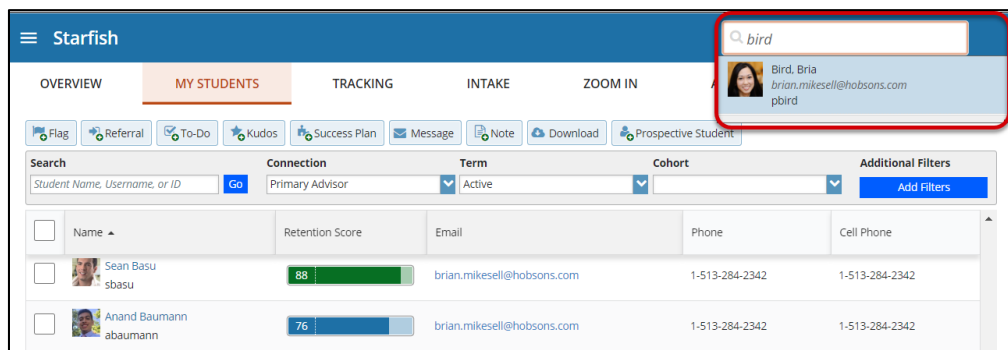 Starfish
bird
Bird, Bria
brian.mikesell@hobsons.com
pbird
OVERVIEW MY STUDENTS TRACKING INTAKE ZOOM IN A
Flag Referral To-Do Kudos Success Plan Message Note Download Prospective Student
Search Connection Term Cohort Additional Filters
Student Name, Username, or ID Go Primary Advisor Active Add Filters
Name Retention Score Email Phone Cell Phone
Sean Basu
sbasu
88 brian.mikesell@hobsons.com 1-513-284-2342 1-513-284-2342
Anand Baumann
abaumann
76 brian.mikesell@hobsons.com 1-513-284-2342 1-513-284-2342